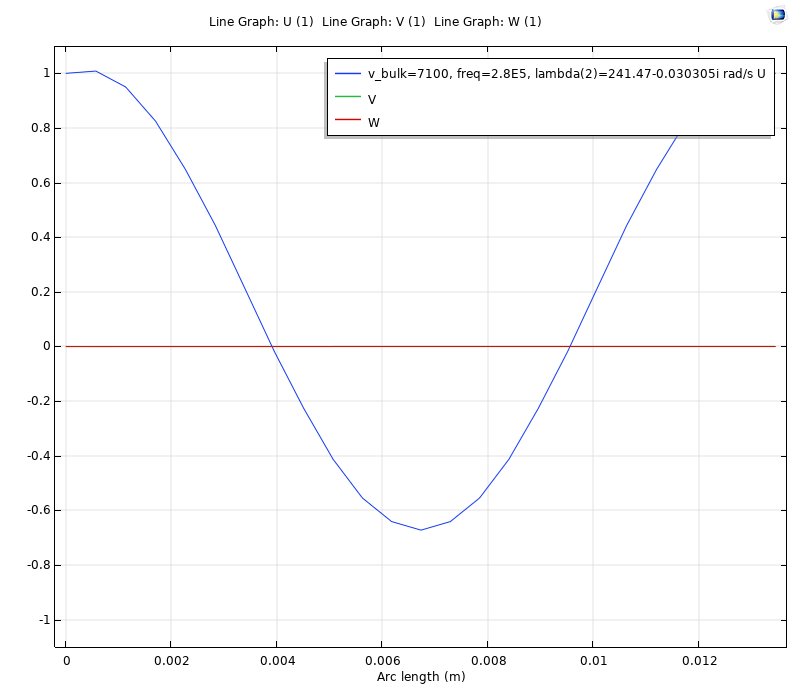 Line Graph: U (1) Line Graph: V (1) Line Graph: W (1)
v_bulk=7100, freq=2.8E5, lambda(2)=241.47-0.030305i rad/s U
V
W
1
0.8
0.6
0.4
0.2
0
-0.2
-0.4
-0.6
-0.8
-1
0 0.002 0.004 0.006 0.008 0.01 0.012
Arc length (m)